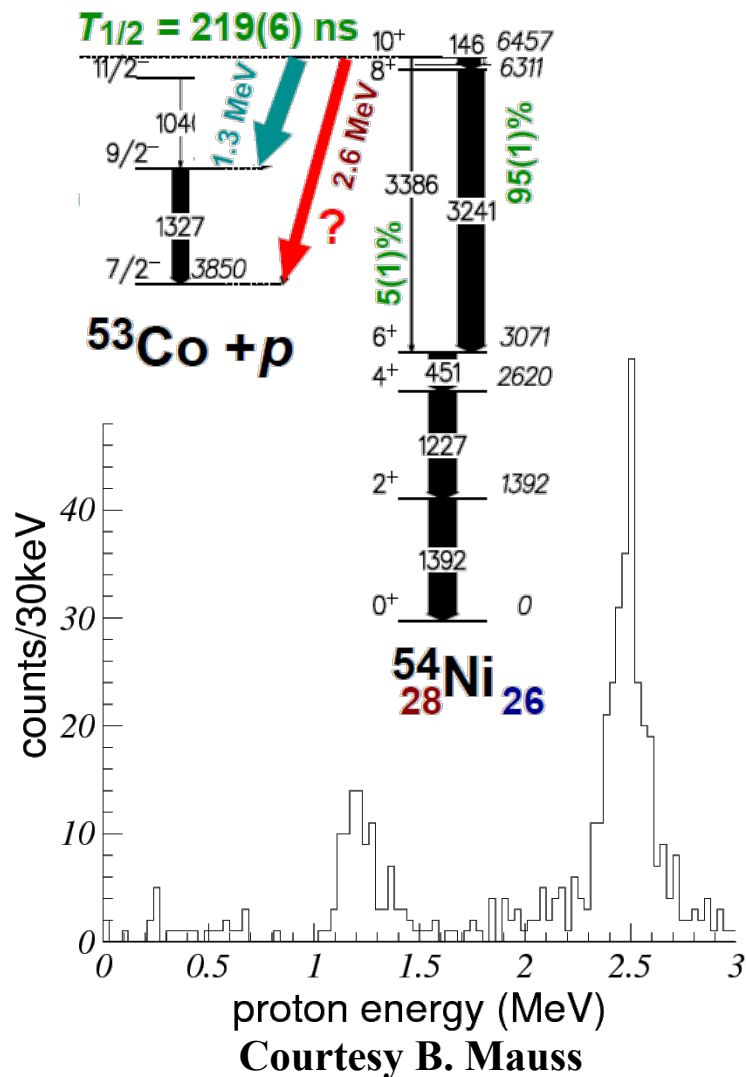 T1/2 = 219(6) ns
10+ 146 6457
11/2− 8+ 6311
1.3 MeV
2.6 MeV
95(1)%
9/2−
3386
3241
1327
?
5(1)%
7/2− 3850
53Co +p
6+ 3071
4+ 451 2620
1227
2+ 1392
1392
0+ 0
54 28 Ni 26
counts/30keV
40
30
20
10
0
0 0.5 1 1.5 2 2.5 3
proton energy (MeV)
Courtesy B. Mauss